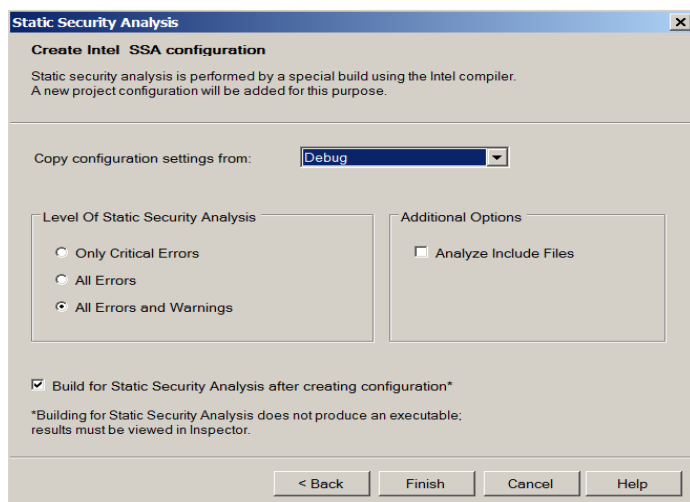 Static Security Analysis
Create Intel SSA configuration
Static security analysis is performed by a special build using the Intel compiler.
A new project configuration will be added for this purpose.
Copy configuration settings from:
Debug
Level Of Static Security Analysis
Only Critical Errors
All Errors
All Errors and Warnings
Additional Options
Analyze Include Files
Build for Static Security Analysis after creating configuration*
*Building for Static Security Analysis does not produce an executable;
results must be viewed in Inspector.
< Back
Finish
Cancel
Help